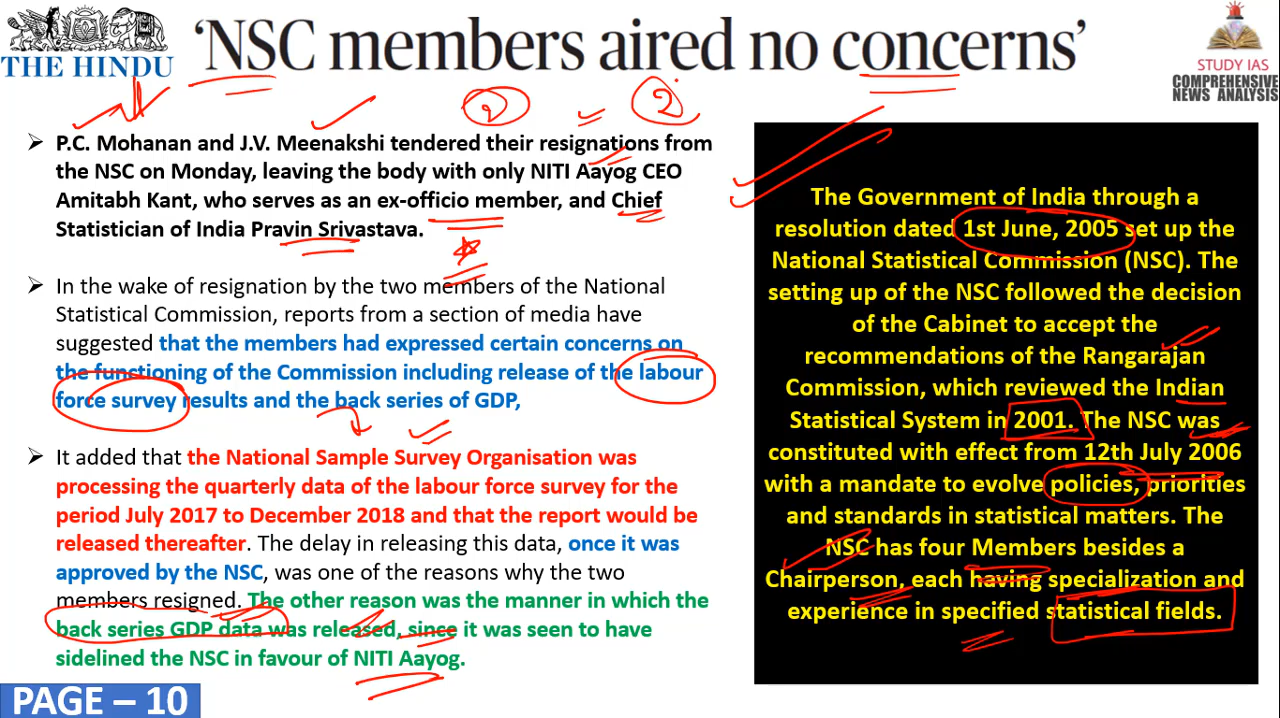 THE HINDU
‘NSC members aired no concerns’
STUDY IAS
COMPREHENSIVE
NEWS ANALYSIS
1
2
➢ P.C. Mohanan and J.V. Meenakshi tendered their resignations from
the NSC on Monday, leaving the body with only NITI Aayog CEO
Amitabh Kant, who serves as an ex-officio member, and Chief
Statistician of India Pravin Srivastava.
➢ In the wake of resignation by the two members of the National
Statistical Commission, reports from a section of media have
suggested that the members had expressed certain concerns on
the functioning of the Commission including release of the labour
force survey results and the back series of GDP,
➢ It added that the National Sample Survey Organisation was
processing the quarterly data of the labour force survey for the
period July 2017 to December 2018 and that the report would be
released thereafter. The delay in releasing this data, once it was
approved by the NSC, was one of the reasons why the two
members resigned. The other reason was the manner in which the
back series GDP data was released, since it was seen to have
sidelined the NSC in favour of NITI Aayog.
The Government of India through a
resolution dated 1st June, 2005 set up the
National Statistical Commission (NSC). The
setting up of the NSC followed the decision
of the Cabinet to accept the
recommendations of the Rangarajan
Commission, which reviewed the Indian
Statistical System in 2001. The NSC was
constituted with effect from 12th July 2006
with a mandate to evolve policies, priorities
and standards in statistical matters. The
NSC has four Members besides a
Chairperson, each having specialization and
experience in specified statistical fields.
PAGE – 10